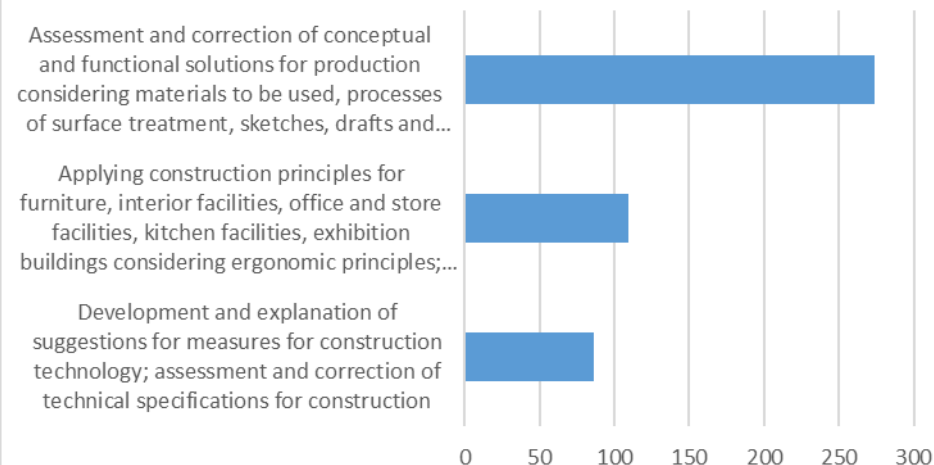 Assessment and correction of conceptual
and functional solutions for production
considering materials to be used, processes
of surface treatment, sketches, drafts and...
Applying construction principles for
furniture, interior facilities, office and store
facilities, kitchen facilities, exhibition
buildings considering ergonomic principles;...
Development and explanation of
suggestions for measures for construction
technology; assessment and correction of
technical specifications for construction
0 50 100 150 200 250 300